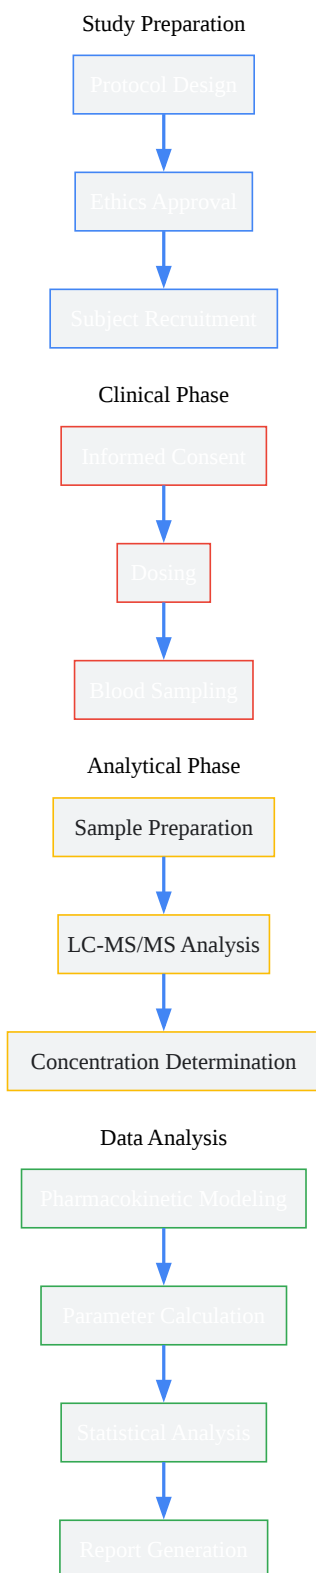 Study Preparation
Protocol Design
Ethics Approval
Subject Recruitment
Clinical Phase
Informed Consent
Dosing
Blood Sampling
Analytical Phase
Sample Preparation
LC-MS/MS Analysis
Concentration Determination
Data Analysis
Pharmacokinetic Modeling
Parameter Calculation
Statistical Analysis
Report Generation